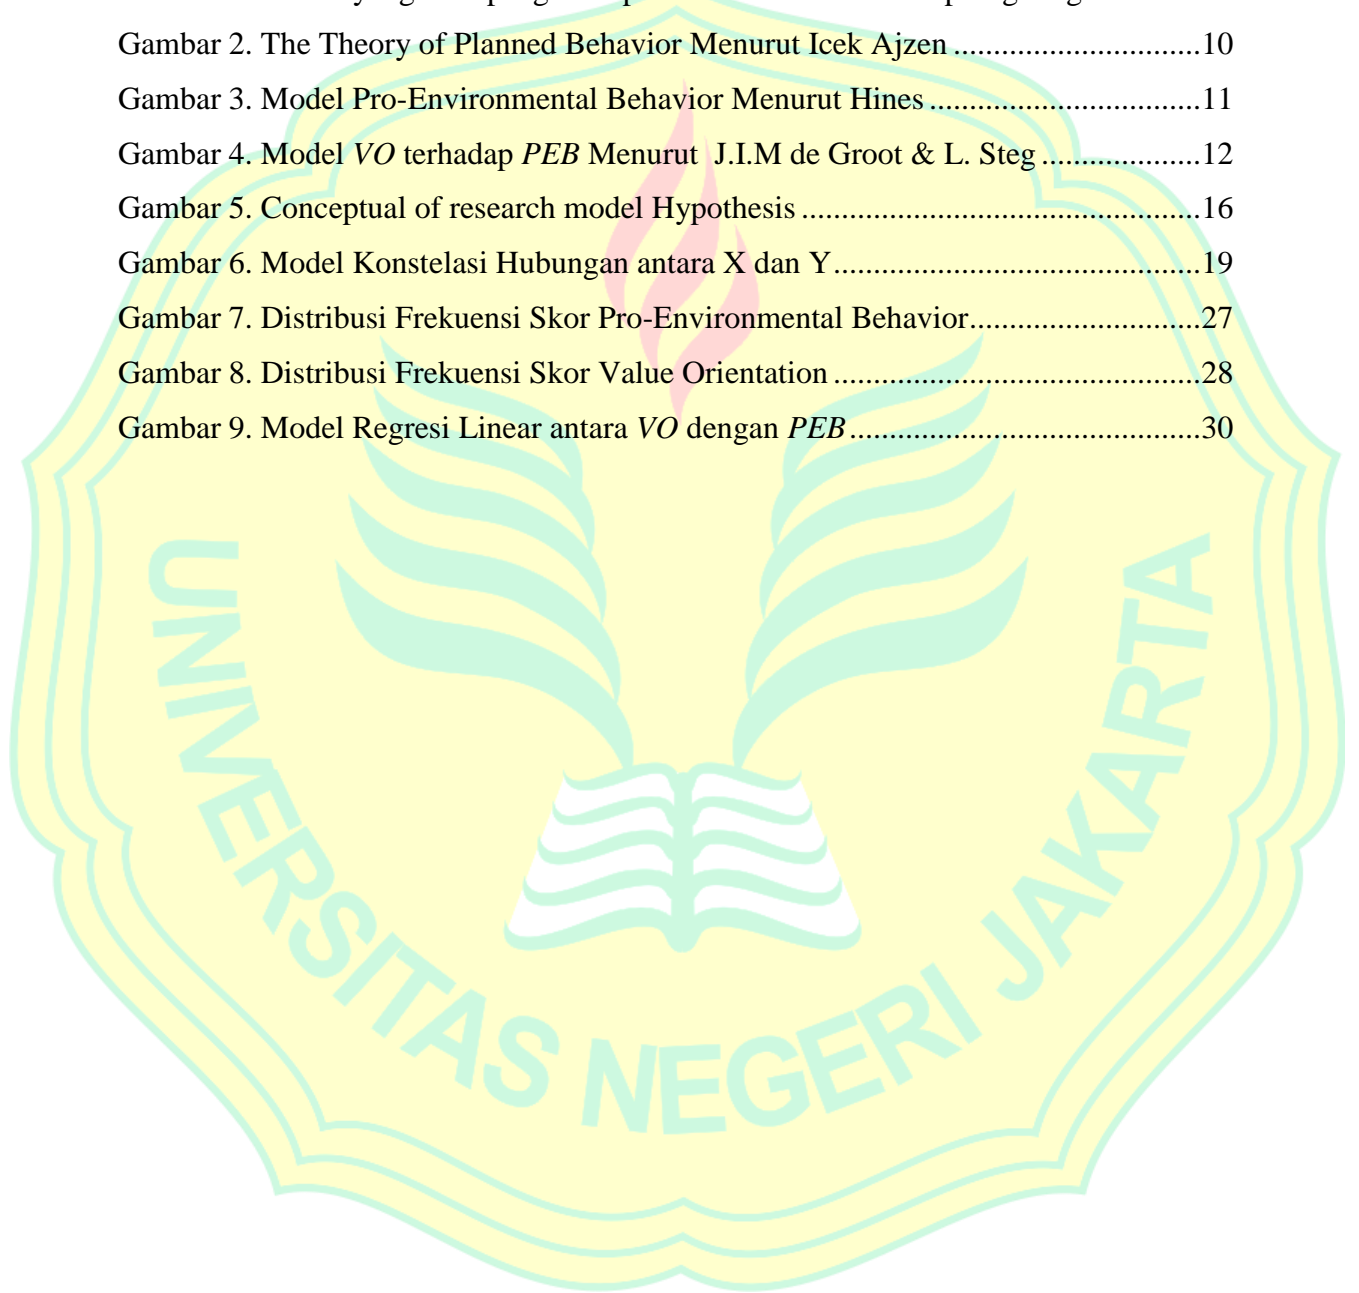 Gambar 2. The Theory of Planned Behavior Menurut Icek Ajzen ...............................10
Gambar 3. Model Pro-Environmental Behavior Menurut Hines ..................................11
Gambar 4. Model VO terhadap PEB Menurut J.I.M de Groot & L. Steg ....................12
Gambar 5. Conceptual of research model Hypothesis ..................................................16
Gambar 6. Model Konstelasi Hubungan antara X dan Y..............................................19
Gambar 7. Distribusi Frekuensi Skor Pro-Environmental Behavior.............................27
Gambar 8. Distribusi Frekuensi Skor Value Orientation ..............................................28
Gambar 9. Model Regresi Linear antara VO dengan PEB............................................30
UNIVERSITAS NEGERI JAKARTA